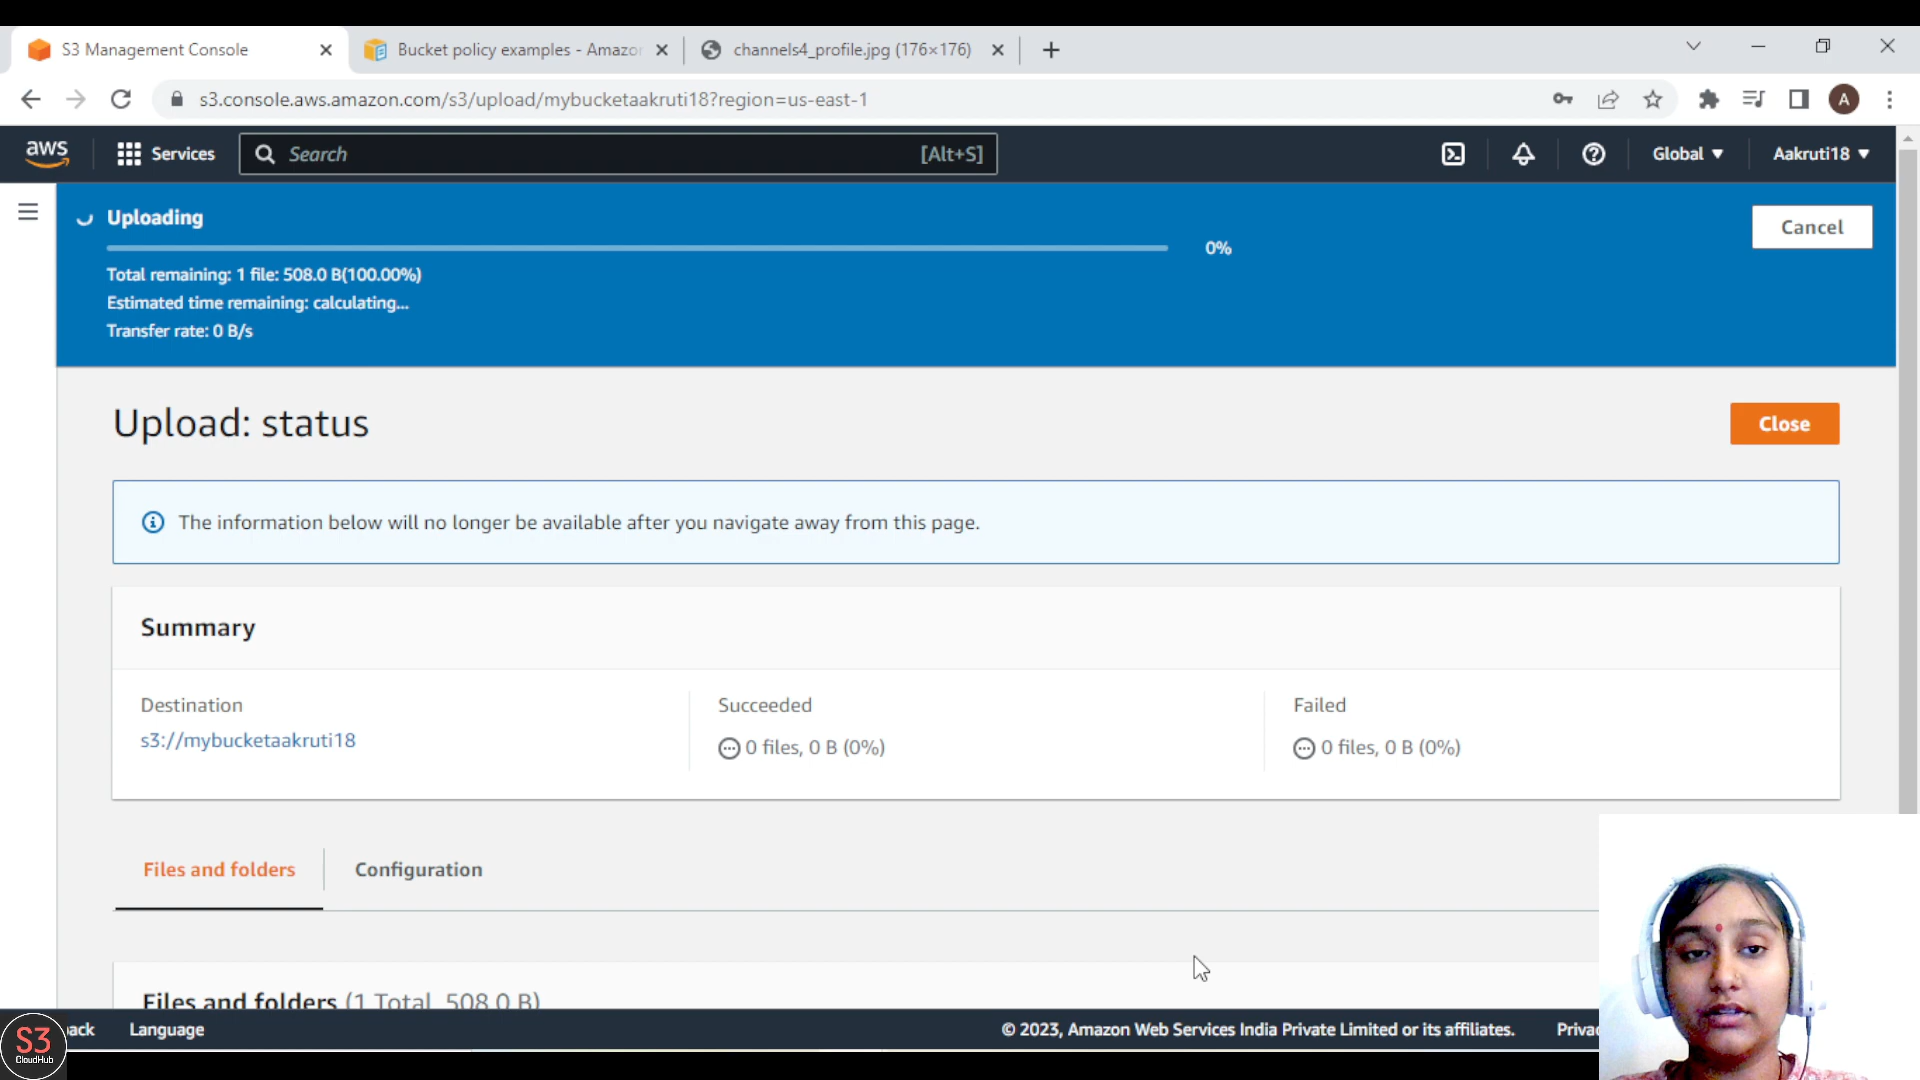 S3 Management Console
Bucket policy examples - Amazo
channels4_profile.jpg (176×176)
s3.console.aws.amazon.com/s3/upload/mybucketaakruti18?region=us-east-1
A
aws
Services
Search
[Alt+S]
Global
Aakruti18
Uploading
0%
Cancel
Total remaining: 1 file: 508.0 B(100.00%)
Estimated time remaining: calculating...
Transfer rate: 0 B/s
Upload: status
Close
The information below will no longer be available after you navigate away from this page.
Summary
Destination
s3://mybucketaakruti18
Succeeded
0 files, 0 B (0%)
Failed
0 files, 0 B (0%)
Files and folders
Configuration
Files and folders (1 Total, 508.0 B)
ack
Language
© 2023, Amazon Web Services India Private Limited or its affiliates.
Priva
S3
CloudHub